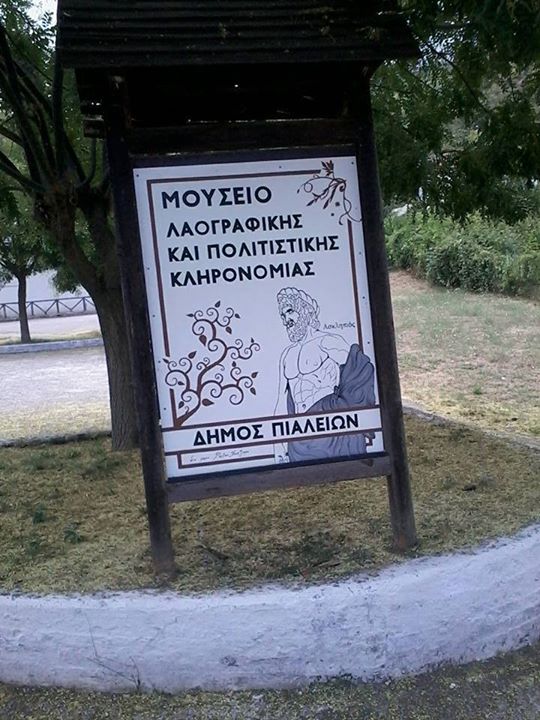 ΜΟΥΣΕΙΟ
ΛΑΟΓΡΑΦΙΚΗΣ
ΚΑΙ ΠΟΛΙΤΙΣΤΙΚΗΣ
ΚΛΗΡΟΝΟΜΙΑΣ
Ασκληπιός
ΔΗΜΟΣ ΠΙΑΛΕΙΩΝ